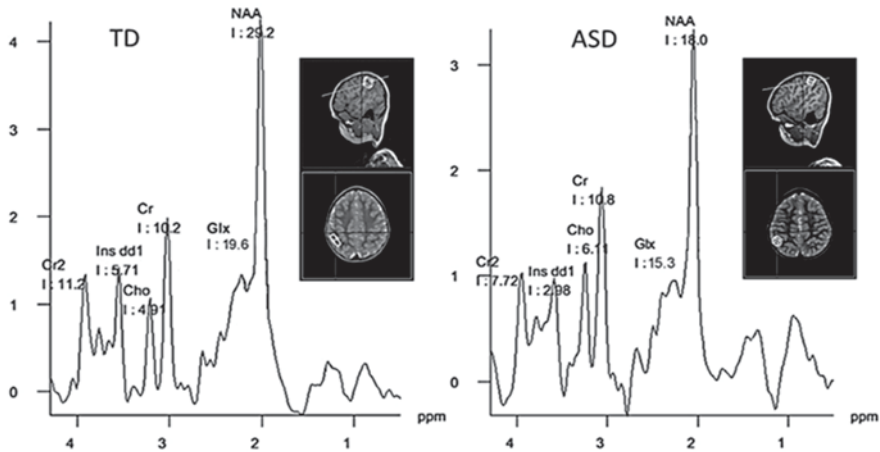 TD
NAA
I : 29.2
Cr
I : 10.2
Glx
I : 19.6
Ins dd1
I : 5.71
Cr2
I : 11.2
Cho
I : 4.91
4
3
2
1
0
4
3
2
1
ppm
ASD
NAA
I : 18.0
Cr
I : 10.8
Cho
I : 6.11
Glx
I : 15.3
Cr2
I : 7.72
Ins dd1
I : 2.98
3
2
1
0
4
3
2
1
ppm